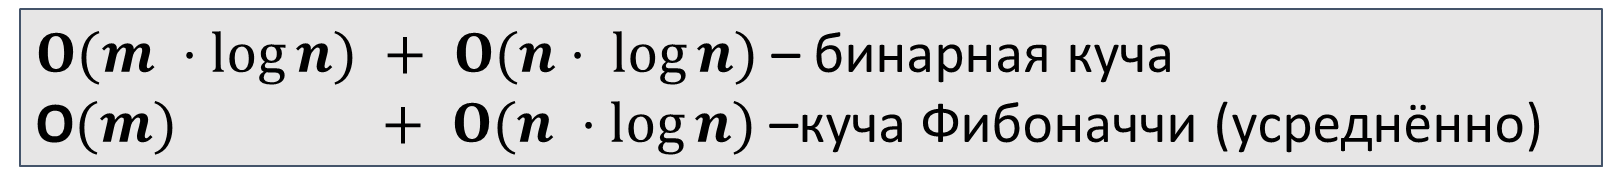 O(m · log n) + O(n · log n) – бинарная куча
O(m) + O(n · log n) –куча Фибоначчи (усреднённо)